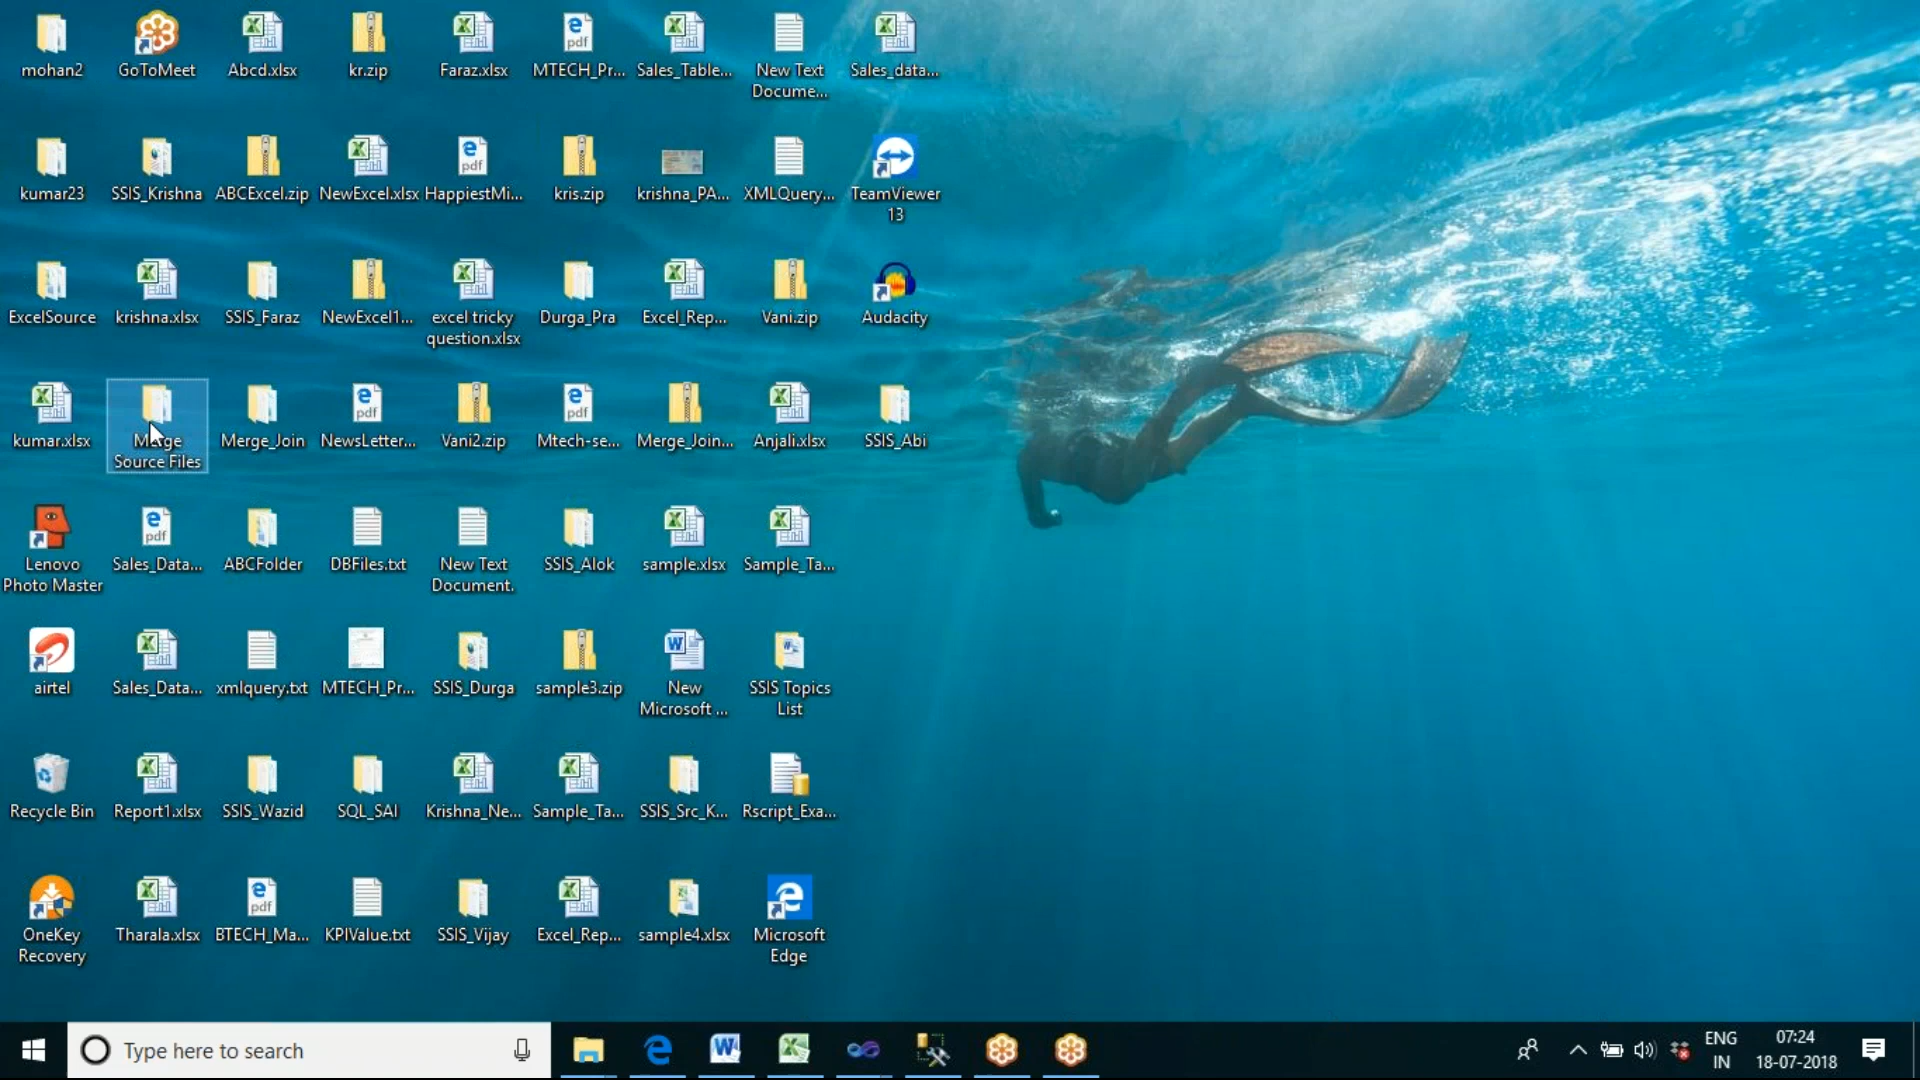 mohan2
GoToMeet
Abcd.xlsx
kr.zip
Faraz.xlsx
MTECH_Pr...
Sales_Table...
New Text
Docume...
Sales_data...
kumar23
SSIS_Krishna
ABCExcel.zip
NewExcel.xlsx
HappiestMi...
kris.zip
krishna_PA...
XMLQuery...
TeamViewer
13
ExcelSource
krishna.xlsx
SSIS_Faraz
NewExcel1...
excel tricky
question.xlsx
Durga_Pra
Excel_Rep...
Vani.zip
Audacity
kumar.xlsx
Merge
Source Files
Merge_Join
NewsLetter...
Vani2.zip
Mtech-se...
Merge_Join...
Anjali.xlsx
SSIS_Abi
Lenovo
Photo Master
Sales_Data...
ABCFolder
DBFiles.txt
New Text
Document.
SSIS_Alok
sample.xlsx
Sample_Ta...
airtel
Sales_Data...
xmlquery.txt
MTECH_Pr...
SSIS_Durga
sample3.zip
New
Microsoft ...
SSIS Topics
List
Recycle Bin
Report1.xlsx
SSIS_Wazid
SQL_SAI
Krishna_Ne...
Sample_Ta...
SSIS_Src_K...
Rscript_Exa...
OneKey
Recovery
Tharala.xlsx
BTECH_Ma...
KPIValue.txt
SSIS_Vijay
Excel_Rep...
sample4.xlsx
Microsoft
Edge
Type here to search
ENG
IN
07:24
18-07-2018